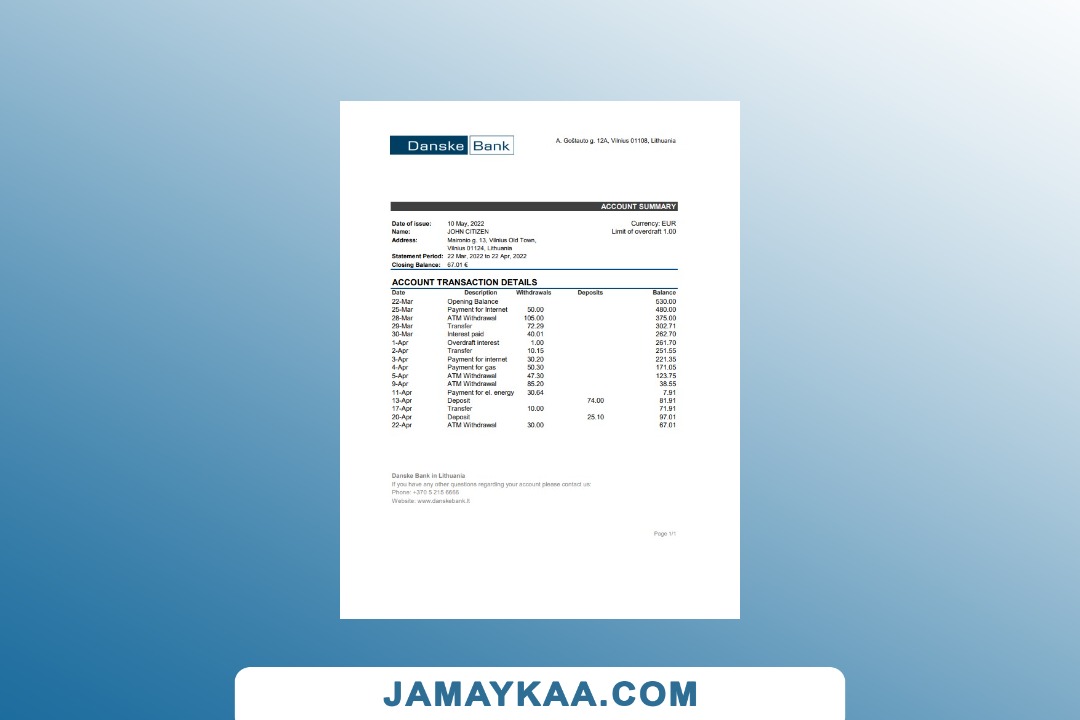 Danske Bank
A. Goštauto g. 12A, Vilnius 01108, Lithuania
ACCOUNT SUMMARY
Date of issue: 10 May, 2022 Currency: EUR
Name: JOHN CITIZEN Limit of overdraft 1.00
Address: Maironio g. 13, Vilnius Old Town,
Vilnius 01124, Lithuania
Statement Period: 22 Mar, 2022 to 22 Apr, 2022
Closing Balance: 67.01 €
ACCOUNT TRANSACTION DETAILS
Date Description Withdrawals Deposits Balance
22-Mar Opening Balance 530.00
25-Mar Payment for Internet 50.00 480.00
28-Mar ATM Withdrawal 105.00 375.00
29-Mar Transfer 72.29 302.71
30-Mar Interest paid 40.01 262.70
1-Apr Overdraft interest 1.00 261.70
2-Apr Transfer 10.15 251.55
3-Apr Payment for internet 30.20 221.35
4-Apr Payment for gas 50.30 171.05
5-Apr ATM Withdrawal 47.30 123.75
9-Apr ATM Withdrawal 85.20 38.55
11-Apr Payment for el. energy 30.64 7.91
13-Apr Deposit 74.00 81.91
17-Apr Transfer 10.00 71.91
20-Apr Deposit 25.10 97.01
22-Apr ATM Withdrawal 30.00 67.01
Danske Bank in Lithuania
If you have any other questions regarding your account please contact us:
Phone: +370 5 215 6666
Website: www.danskebank.lt
Page 1/1
JAMAYKAA.COM